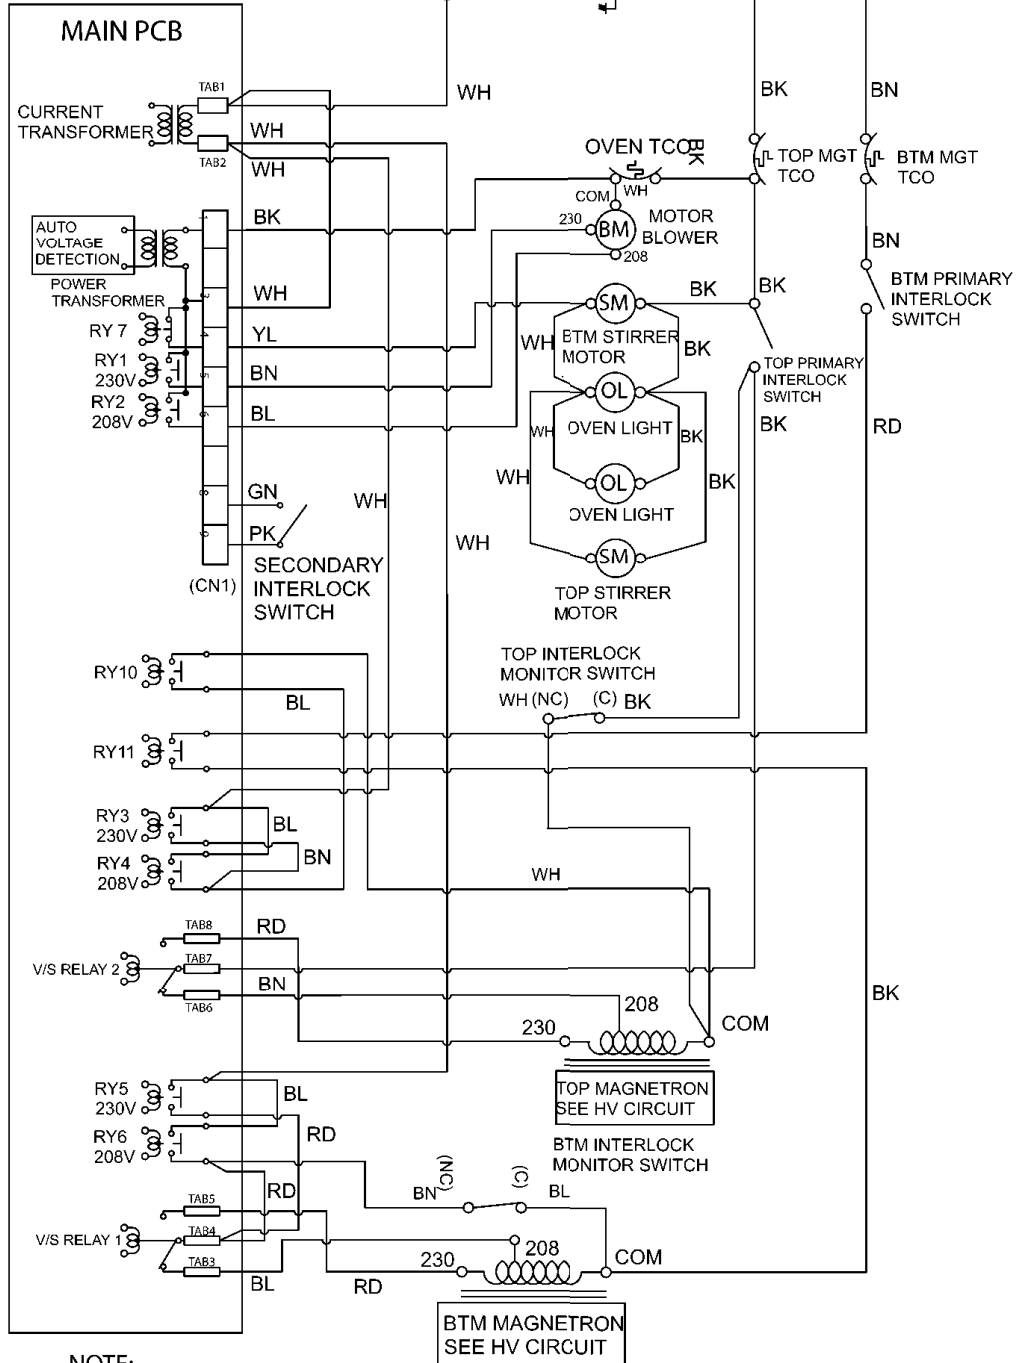 MAIN PCB
TAB1
WH
BK
BN
CURRENT
TRANSFORMER
WH
TAB2
WH
OVEN TCO
BK
TOP MGT
TCO
BTM MGT
TCO
COM
WH
AUTO
VOLTAGE
DETECTION
1
BK
230
BM
MOTOR
BLOWER
208
BN
POWER
TRANSFORMER
3
WH
SM
BK
BK
BTM PRIMARY
INTERLOCK
SWITCH
RY 7
4
YL
WH
BTM STIRRER
MOTOR
BK
RY1
230V
5
BN
TOP PRIMARY
INTERLOCK
SWITCH
OL
RY2
208V
6
BL
WH
OVEN LIGHT
BK
BK
RD
WH
BK
8
GN
WH
OL
OVEN LIGHT
9
PK
WH
SM
(CN1)
SECONDARY
INTERLOCK
SWITCH
TOP STIRRER
MOTOR
RY10
BL
TOP INTERLOCK
MONITOR SWITCH
WH (NC)
(C)
BK
RY11
RY3
230V
BL
RY4
208V
BN
WH
TAB8
RD
V/S RELAY 2
TAB7
BN
TAB6
208
BK
230
COM
RY5
230V
BL
TOP MAGNETRON
SEE HV CIRCUIT
RY6
208V
RD
BTM INTERLOCK
MONITOR SWITCH
RD
BN
(NC)
(C)
BL
TAB5
V/S RELAY 1
TAB4
208
TAB3
230
COM
BL
RD
BTM MAGNETRON
SEE HV CIRCUIT
NOTE: